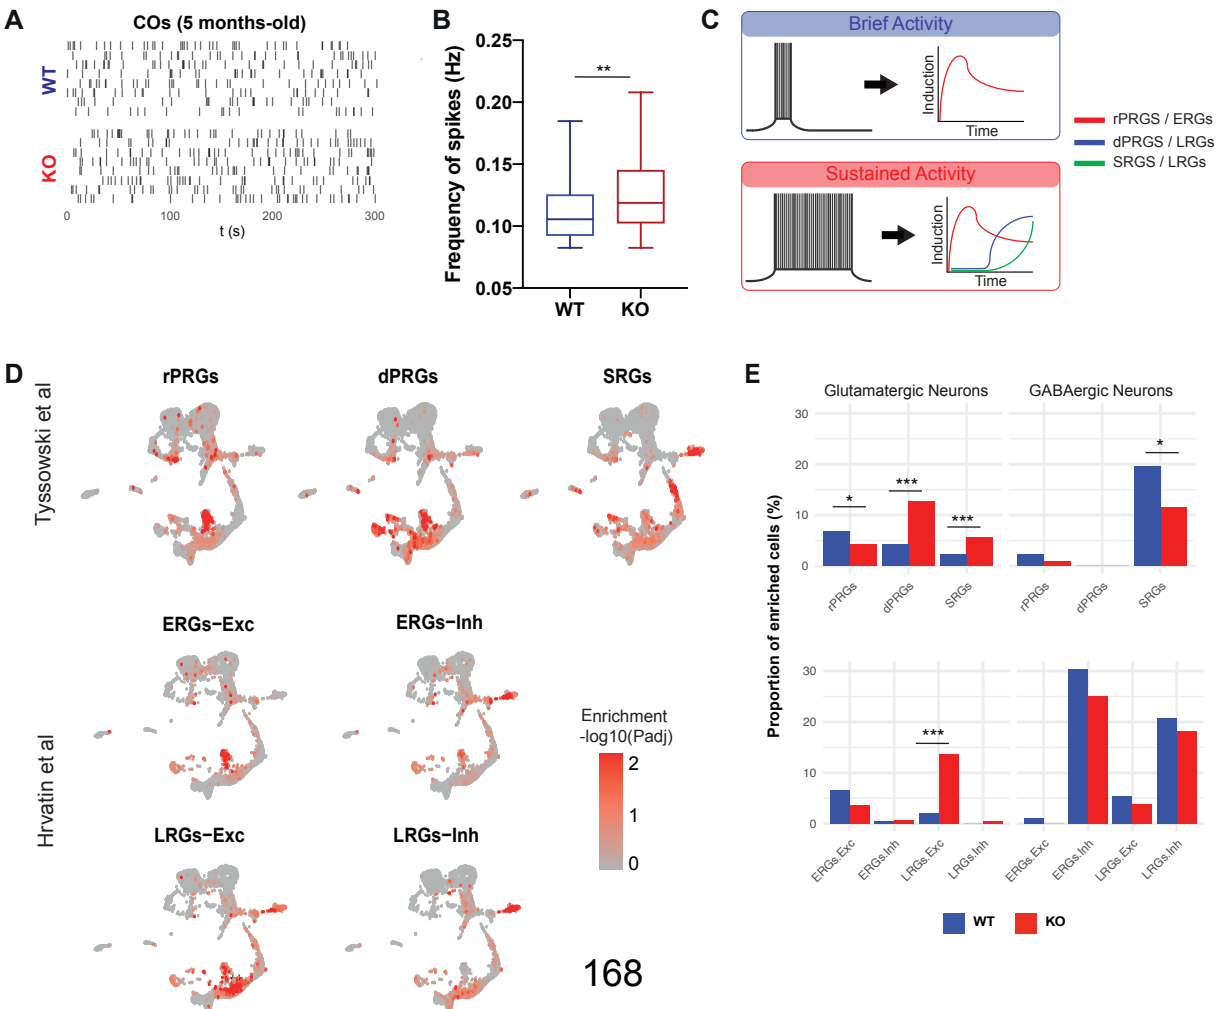 A
COs (5 months-old)
WT
KO
0 100 200 300
t (s)
B
Frequency of spikes (Hz)
0.25
0.20
0.15
0.10
0.05
**
WT KO
C
Brief Activity
Induction
Time
Sustained Activity
Induction
Time
rPRGS / ERGs
dPRGS / LRGs
SRGS / LRGs
D
Tyssowski et al
rPRGs dPRGs SRGs
Hrvatin et al
ERGs-Exc ERGs-Inh
LRGs-Exc LRGs-Inh
Enrichment
-log10(Padj)
2
1
0
168
E
Proportion of enriched cells (%)
Glutamatergic Neurons GABAergic Neurons
30
20
10
0
* *** *** *
rPRGs dPRGs SRGs rPRGs dPRGs SRGs
30
20
10
0
***
ERGs.Exc ERGs.Inh LRGs.Exc LRGs.Inh ERGs.Exc ERGs.Inh LRGs.Exc LRGs.Inh
WT KO